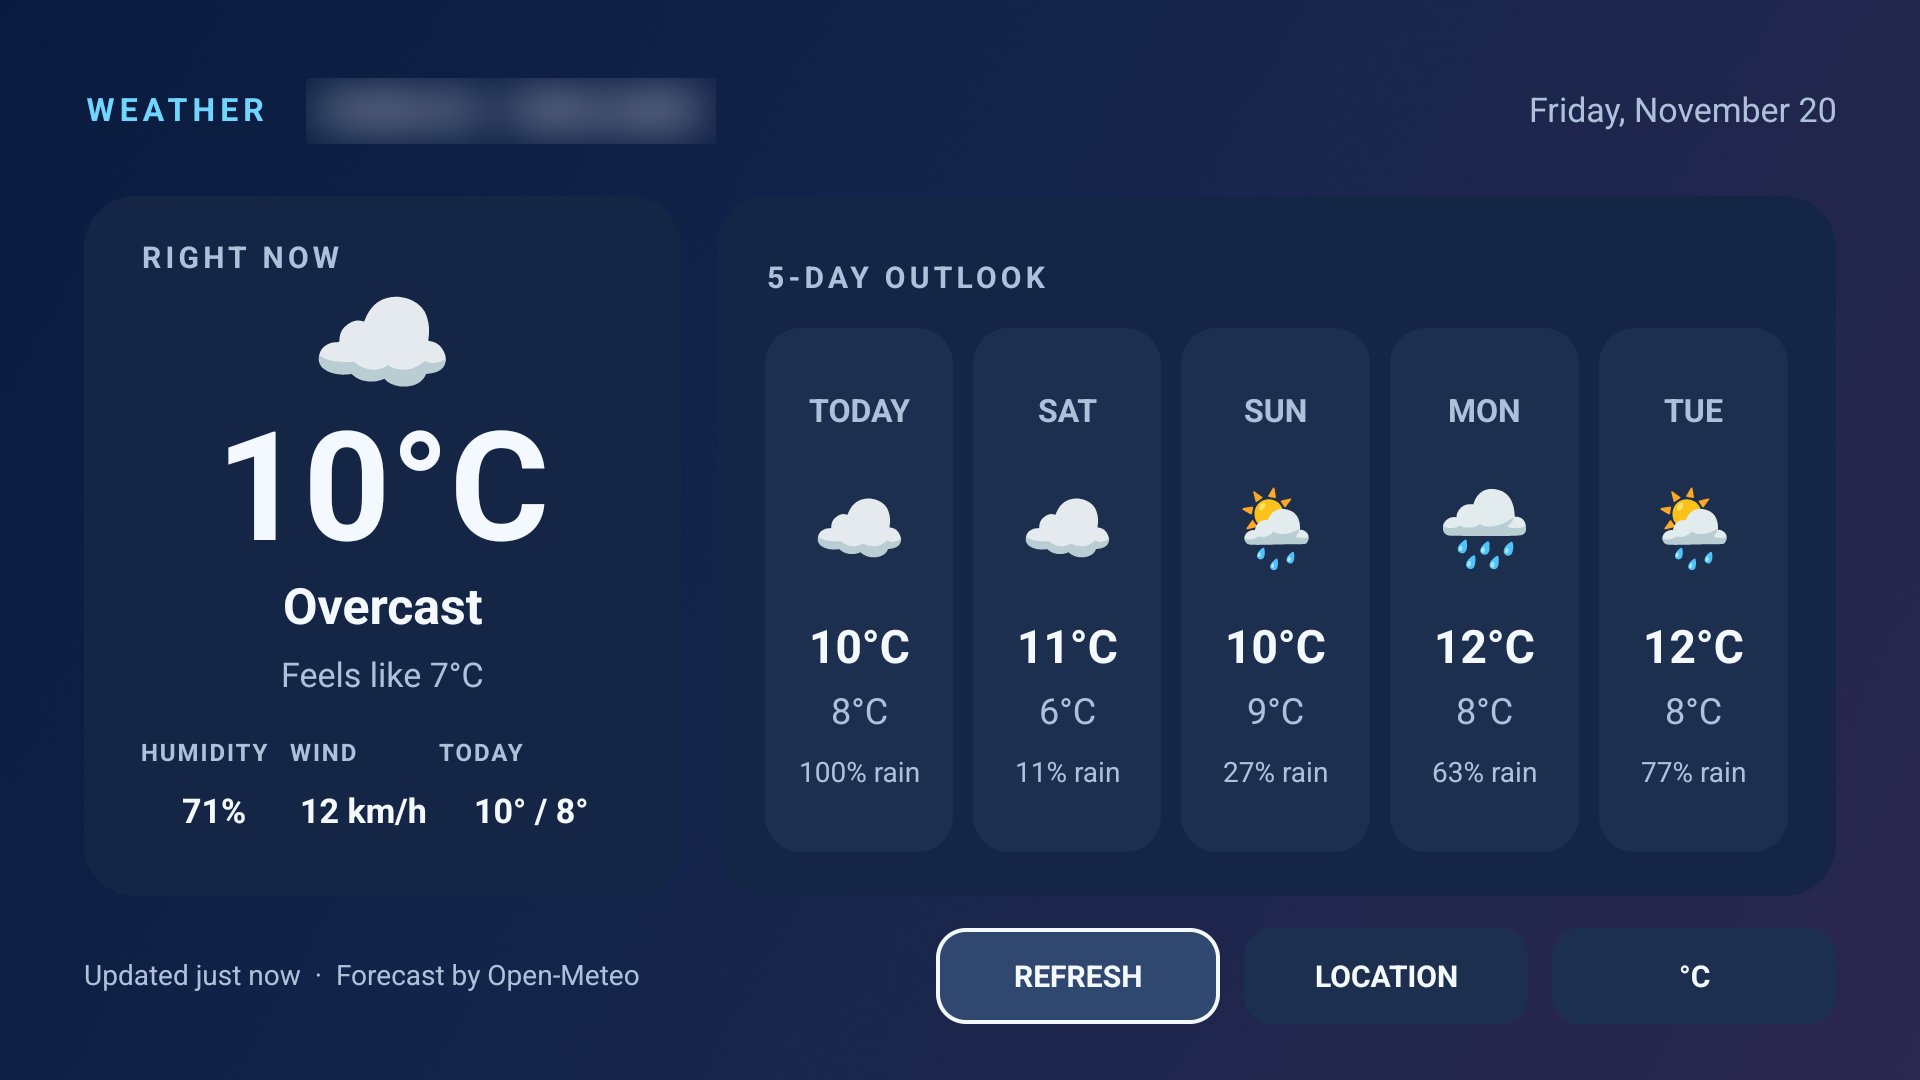 WEATHER
Friday, November 20
RIGHT NOW
10°C
Overcast
Feels like 7°C
HUMIDITY WIND TODAY
71% 12 km/h 10° / 8°
5-DAY OUTLOOK
TODAY SAT SUN MON TUE
10°C 11°C 10°C 12°C 12°C
8°C 6°C 9°C 8°C 8°C
100% rain 11% rain 27% rain 63% rain 77% rain
Updated just now · Forecast by Open-Meteo
REFRESH LOCATION °C